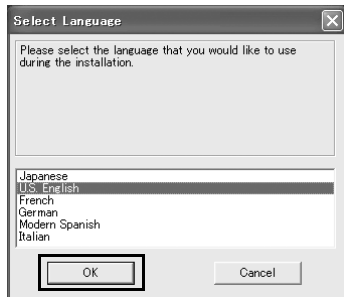 Select Language
Please select the language that you would like to use
during the installation.
Japanese
U.S. English
French
German
Modern Spanish
Italian
OK
Cancel